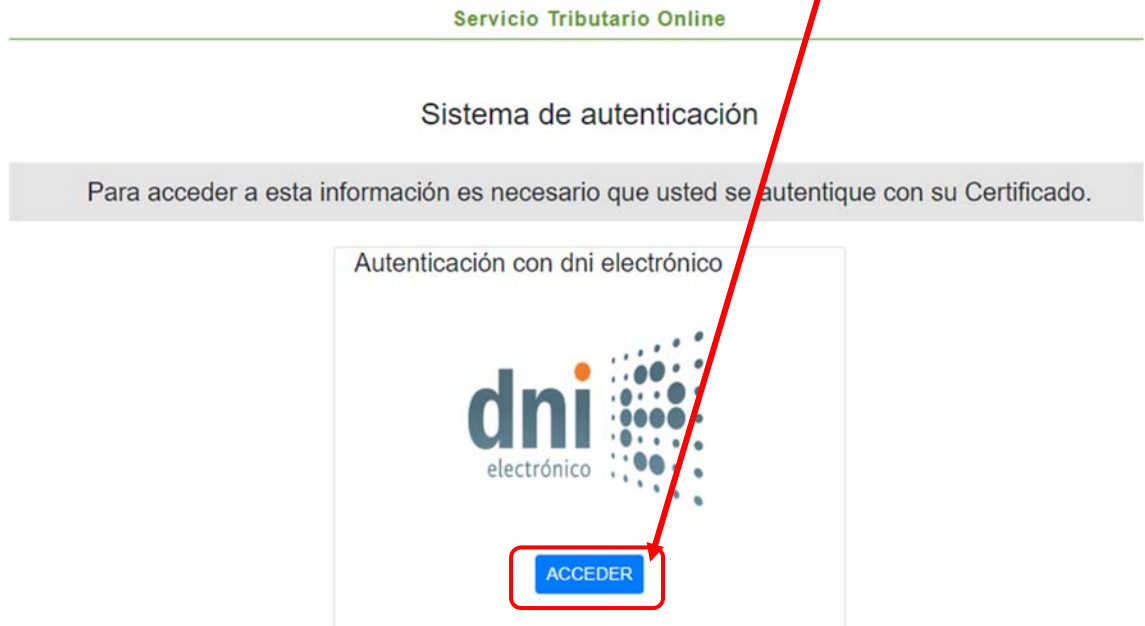 Servicio Tributario Online
Sistema de autenticación
Para acceder a esta información es necesario que usted se autentique con su Certificado.
Autenticación con dni electrónico
dni
electrónico
ACCEDER